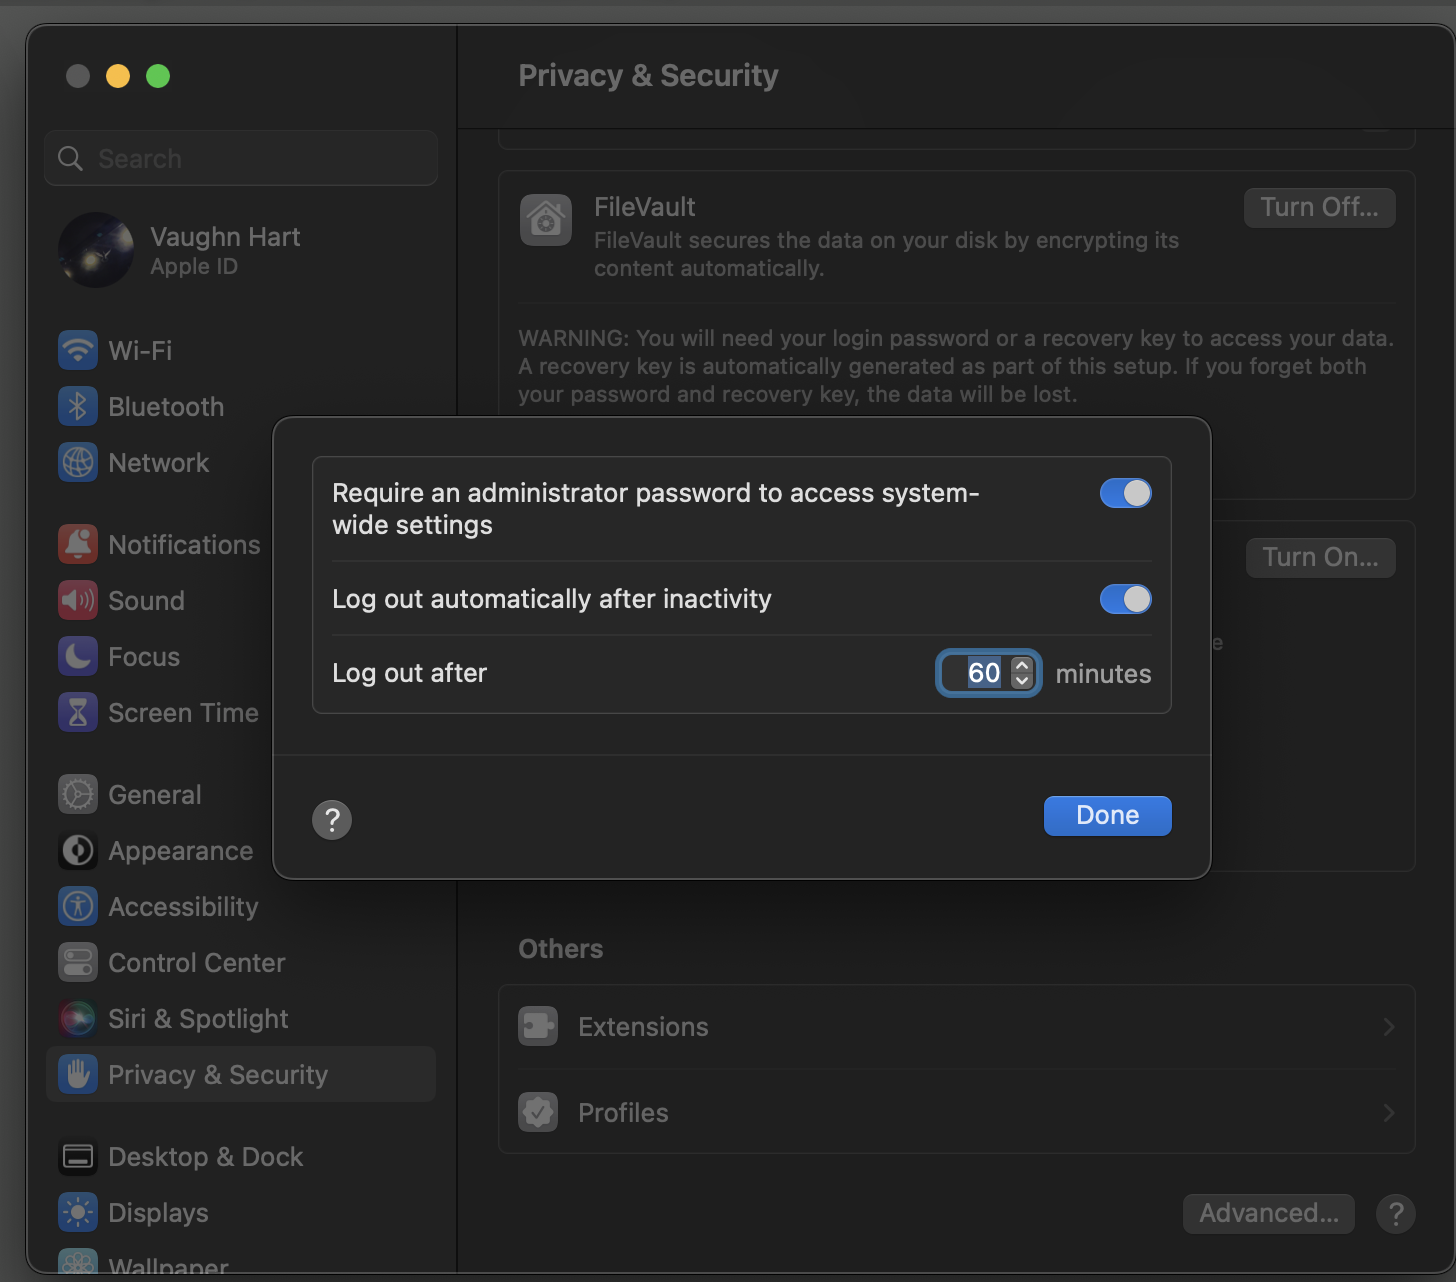 Privacy & Security
Search
Vaughn Hart
Apple ID
Wi-Fi
Bluetooth
Network
Notifications
Sound
Focus
Screen Time
General
Appearance
Accessibility
Control Center
Siri & Spotlight
Privacy & Security
Desktop & Dock
Displays
Wallpaper
FileVault
Turn Off...
FileVault secures the data on your disk by encrypting its
content automatically.
WARNING: You will need your login password or a recovery key to access your data.
A recovery key is automatically generated as part of this setup. If you forget both
your password and recovery key, the data will be lost.
Turn On...
e
Require an administrator password to access system-
wide settings
Log out automatically after inactivity
Log out after
60
minutes
?
Done
Others
Extensions
Profiles
Advanced...
?